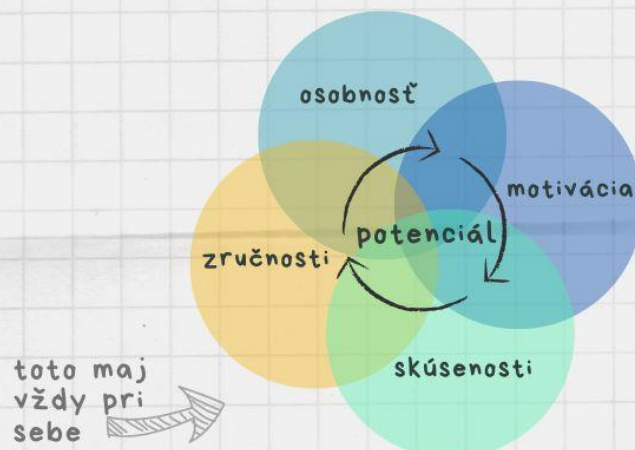 osobnosť
motivácia
potenciál
zručnosti
skúsenosti
toto maj
vždy pri
sebe